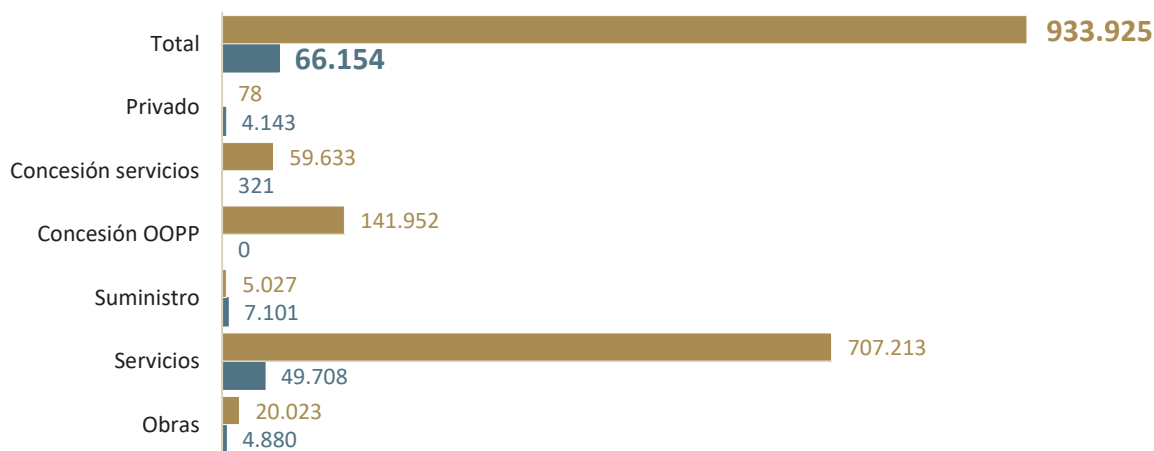 Total
933.925
66.154
Privado
78
4.143
Concesión servicios
59.633
321
Concesión OOPP
141.952
0
Suministro
5.027
7.101
Servicios
707.213
49.708
Obras
20.023
4.880